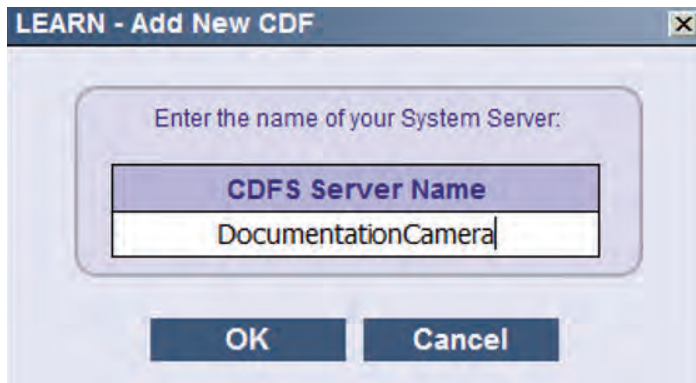 LEARN - Add New CDF
Enter the name of your System Server:
CDFS Server Name
DocumentationCamera
OK
Cancel